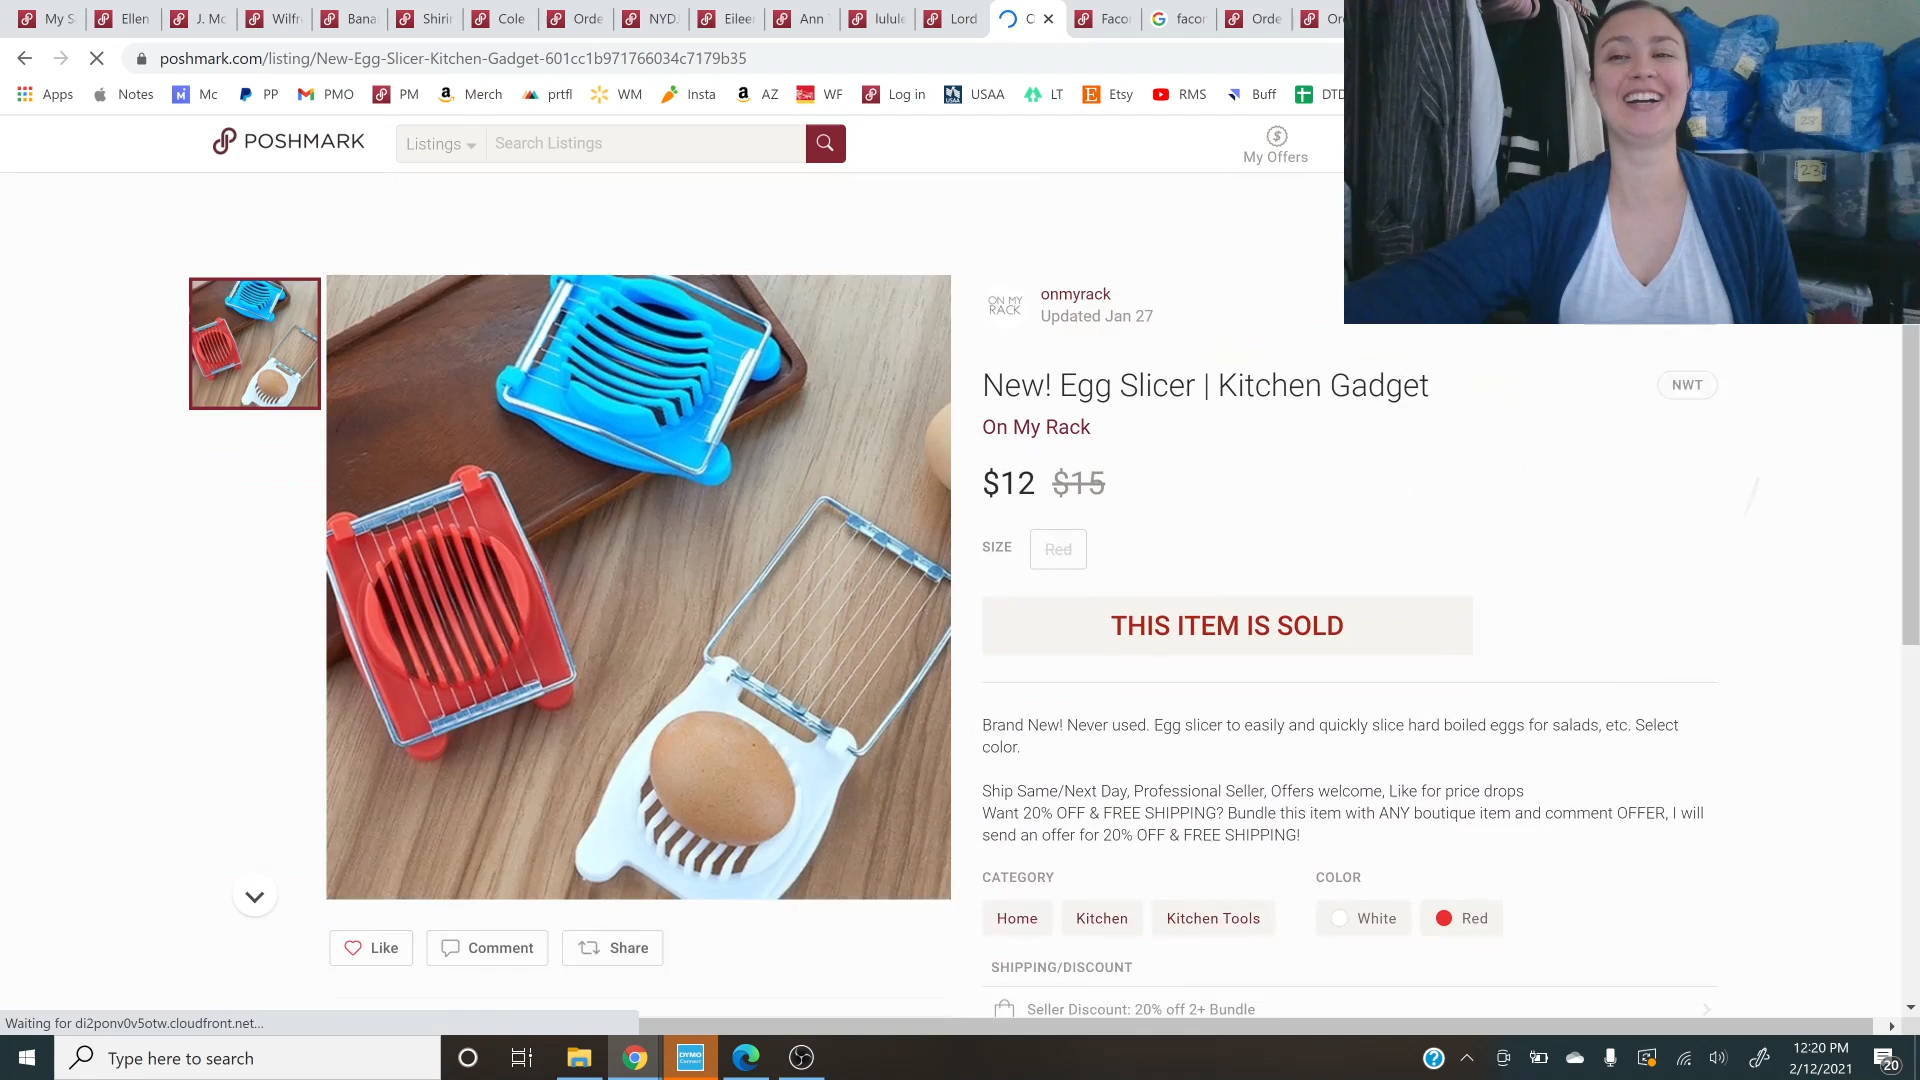 My S
Ellen
J. Mc
Wilfr
Bana
Shirin
Cole
Orde
NYD
Eileen
Ann T
lulule
Lord
Facor
facor
Orde
poshmark.com/listing/New-Egg-Slicer-Kitchen-Gadget-601cc1b971766034c7179b35
Apps Notes Mc PP PMO PM Merch prtfl WM Insta AZ WF Log in USAA LT Etsy RMS Buff DTD
POSHMARK
Listings
Search Listings
My Offers
23
ON MY RACK
onmyrack
Updated Jan 27
New! Egg Slicer | Kitchen Gadget
NWT
On My Rack
$12 $15
SIZE Red
THIS ITEM IS SOLD
Brand New! Never used. Egg slicer to easily and quickly slice hard boiled eggs for salads, etc. Select
color.
Ship Same/Next Day, Professional Seller, Offers welcome, Like for price drops
Want 20% OFF & FREE SHIPPING? Bundle this item with ANY boutique item and comment OFFER, I will
send an offer for 20% OFF & FREE SHIPPING!
CATEGORY COLOR
Home Kitchen Kitchen Tools White Red
Like Comment Share
SHIPPING/DISCOUNT
Seller Discount: 20% off 2+ Bundle
Waiting for di2ponv0v5otw.cloudfront.net...
Type here to search
DYMO
Connect
12:20 PM
2/12/2021
20